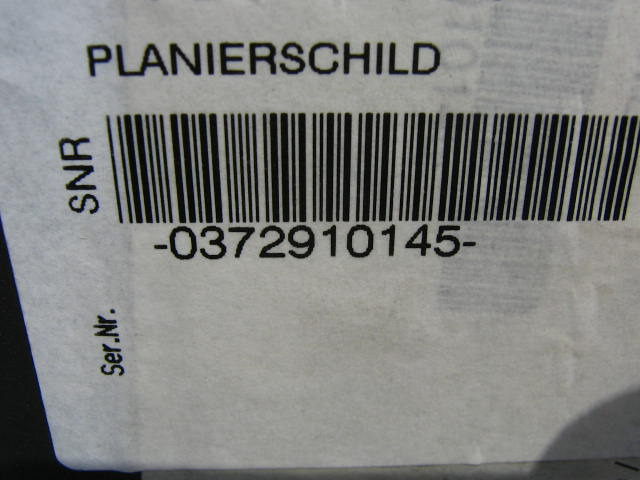 PLANIERSCHILD
SNR
-0372910145-
Ser.Nr.